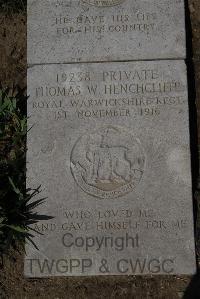 HE GAVE HIS LIFE
FOR HIS COUNTRY
19238 PRIVATE
THOMAS W. HENCHCLIFFE
ROYAL WARWICKSHIRE REGT.
1ST NOVEMBER 1916
WHO LOVED ME
AND GAVE HIMSELF FOR ME
Copyright
TWGPP & CWGC